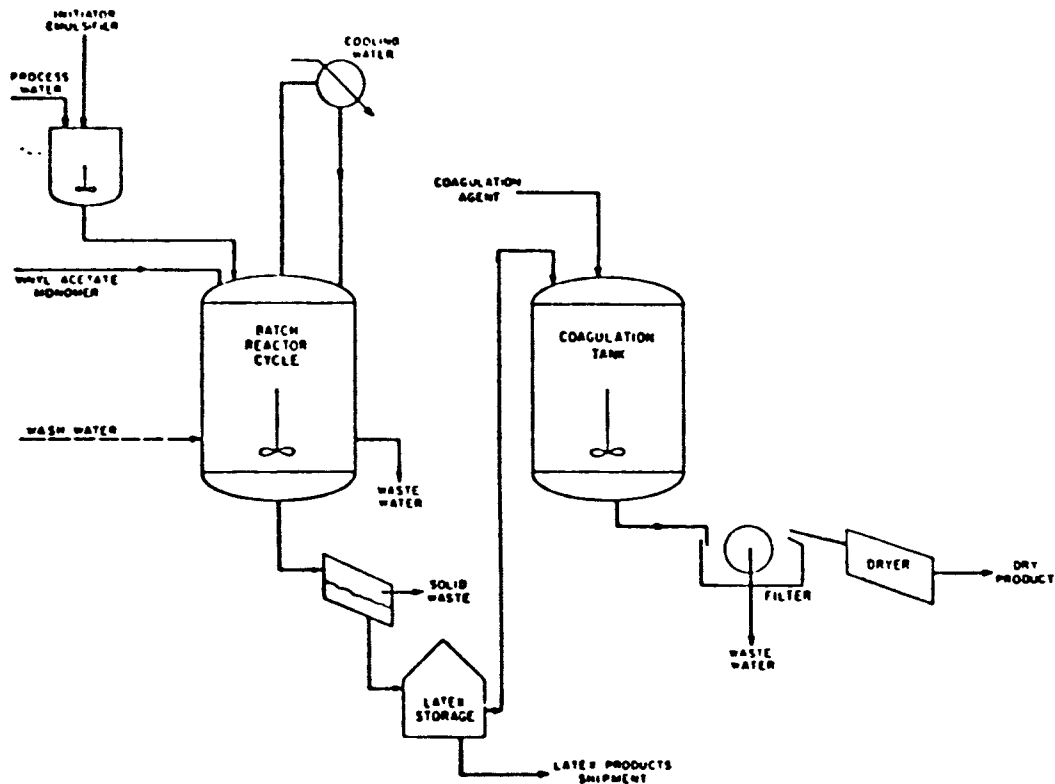 INITIATOR
EMULSIFIER
PROCESS
WATER
COOLING
WATER
COAGULATION
AGENT
VINYL ACETATE
MONOMER
BATCH
REACTOR
CYCLE
COAGULATION
TANK
WASH WATER
WASTE
WATER
SOLID
WASTE
DRYER
DRY
PRODUCT
FILTER
WASTE
WATER
LATEX
STORAGE
LATEX PRODUCTS
SHIPMENT